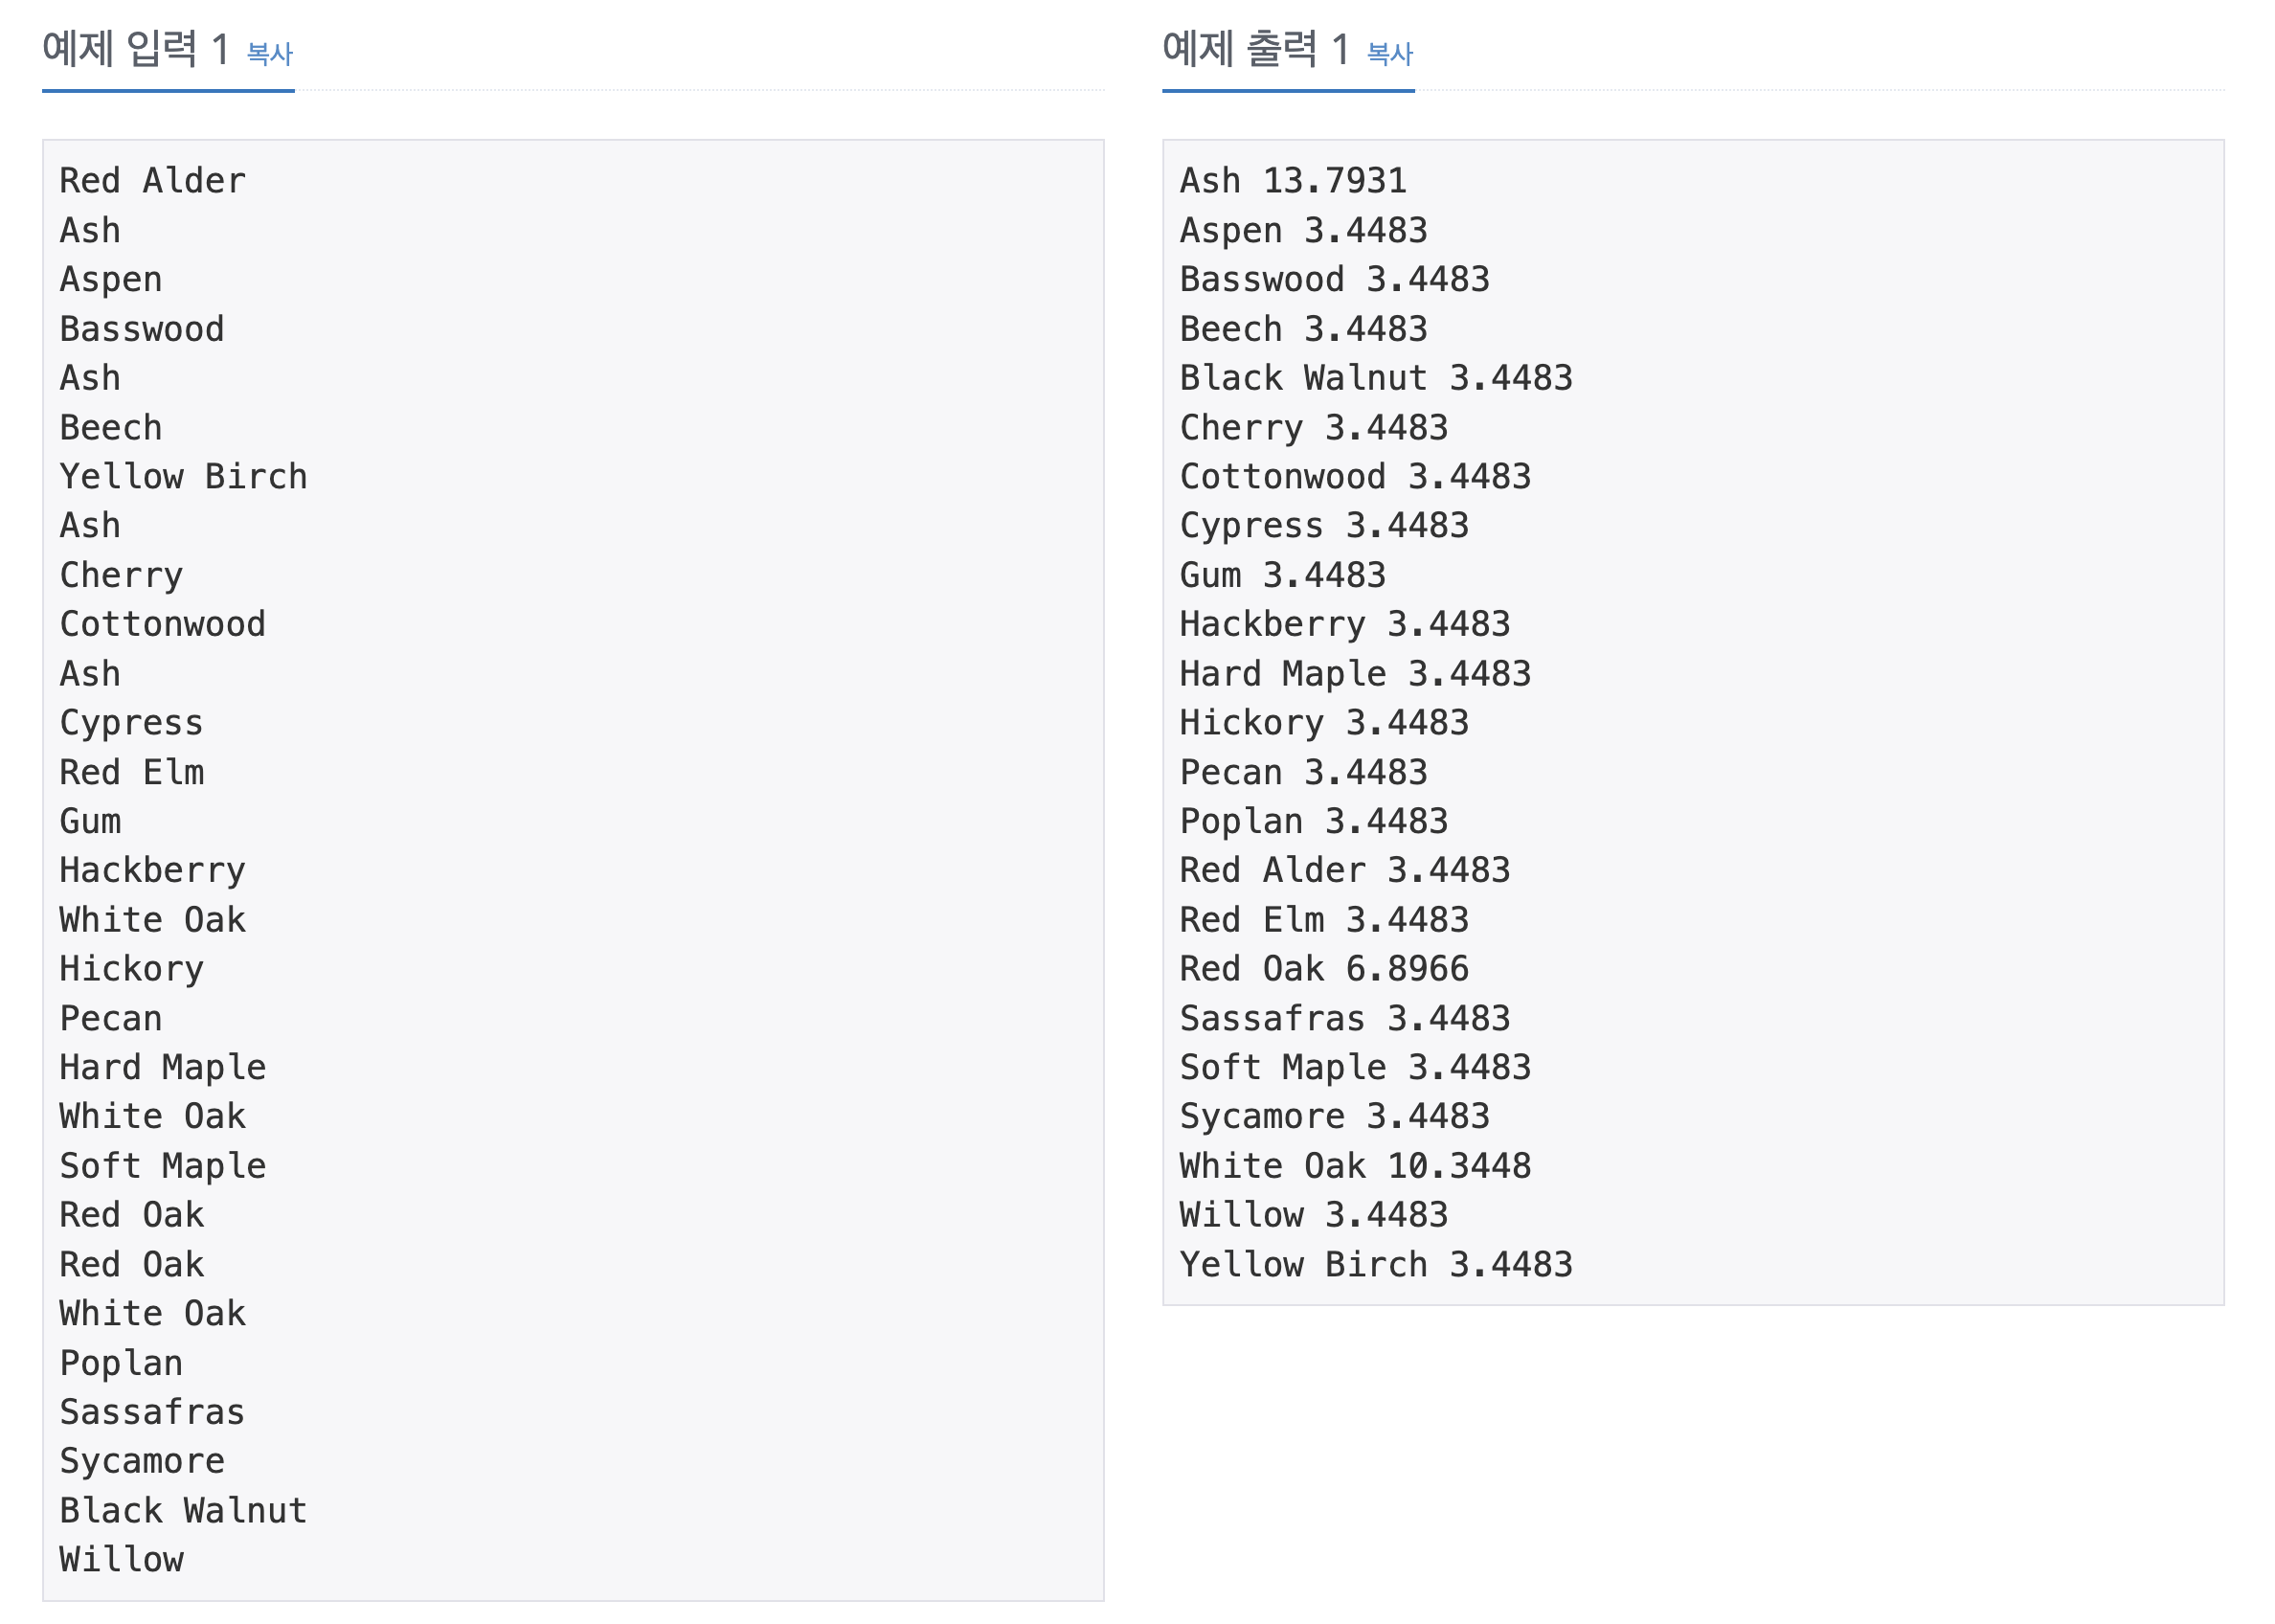 예제 입력 1 복사
Red Alder
Ash
Aspen
Basswood
Ash
Beech
Yellow Birch
Ash
Cherry
Cottonwood
Ash
Cypress
Red Elm
Gum
Hackberry
White Oak
Hickory
Pecan
Hard Maple
White Oak
Soft Maple
Red Oak
Red Oak
White Oak
Poplan
Sassafras
Sycamore
Black Walnut
Willow
예제 출력 1 복사
Ash 13.7931
Aspen 3.4483
Basswood 3.4483
Beech 3.4483
Black Walnut 3.4483
Cherry 3.4483
Cottonwood 3.4483
Cypress 3.4483
Gum 3.4483
Hackberry 3.4483
Hard Maple 3.4483
Hickory 3.4483
Pecan 3.4483
Poplan 3.4483
Red Alder 3.4483
Red Elm 3.4483
Red Oak 6.8966
Sassafras 3.4483
Soft Maple 3.4483
Sycamore 3.4483
White Oak 10.3448
Willow 3.4483
Yellow Birch 3.4483